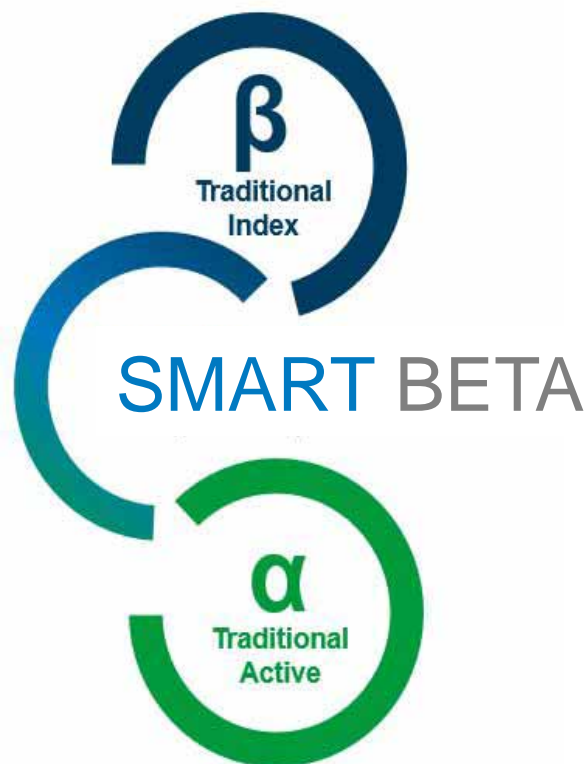 β
Traditional
Index
SMART BETA
α
Traditional
Active